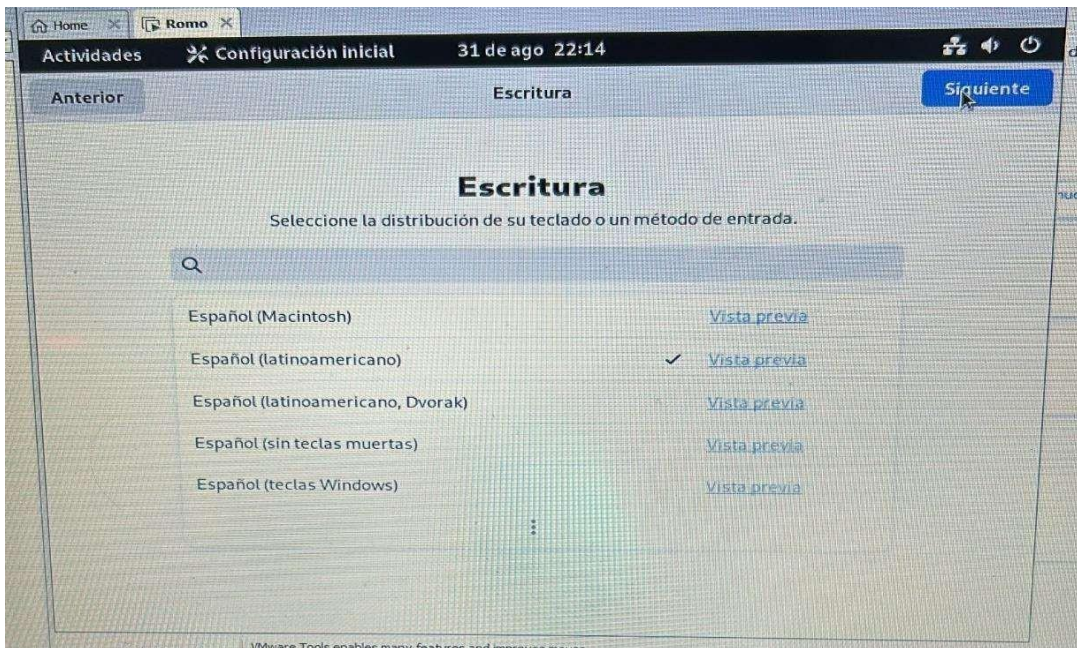 Home Romo
Actividades Configuración inicial 31 de ago 22:14
Anterior Escritura Siguiente
Escritura
Seleccione la distribución de su teclado o un método de entrada.
Español (Macintosh) Vista previa
Español (latinoamericano) Vista previa
Español (latinoamericano, Dvorak) Vista previa
Español (sin teclas muertas) Vista previa
Español (teclas Windows) Vista previa
VMware Tools enables many features and improves